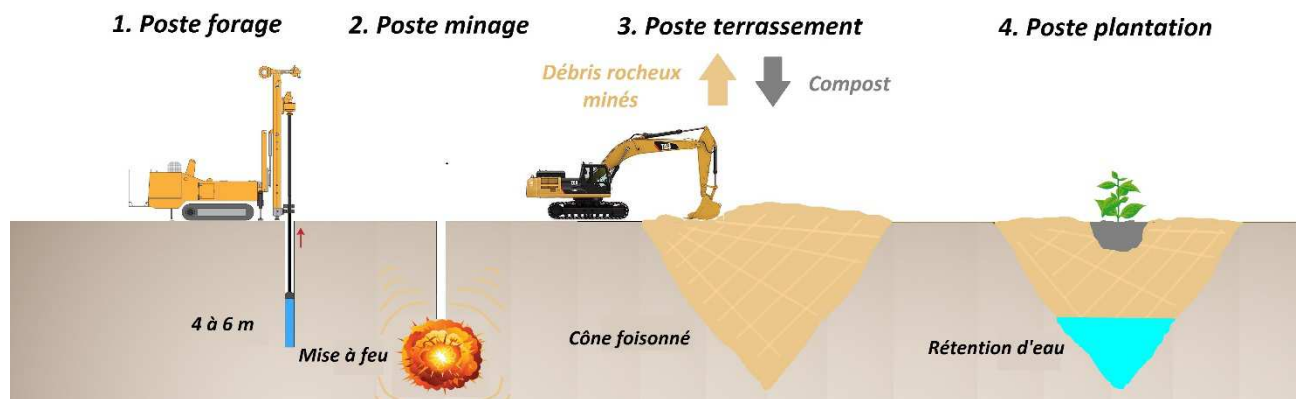 1. Poste forage
2. Poste minage
3. Poste terrassement
4. Poste plantation
Débris rocheux
minés
Compost
4 à 6 m
Mise à feu
Cône foisonné
Rétention d'eau